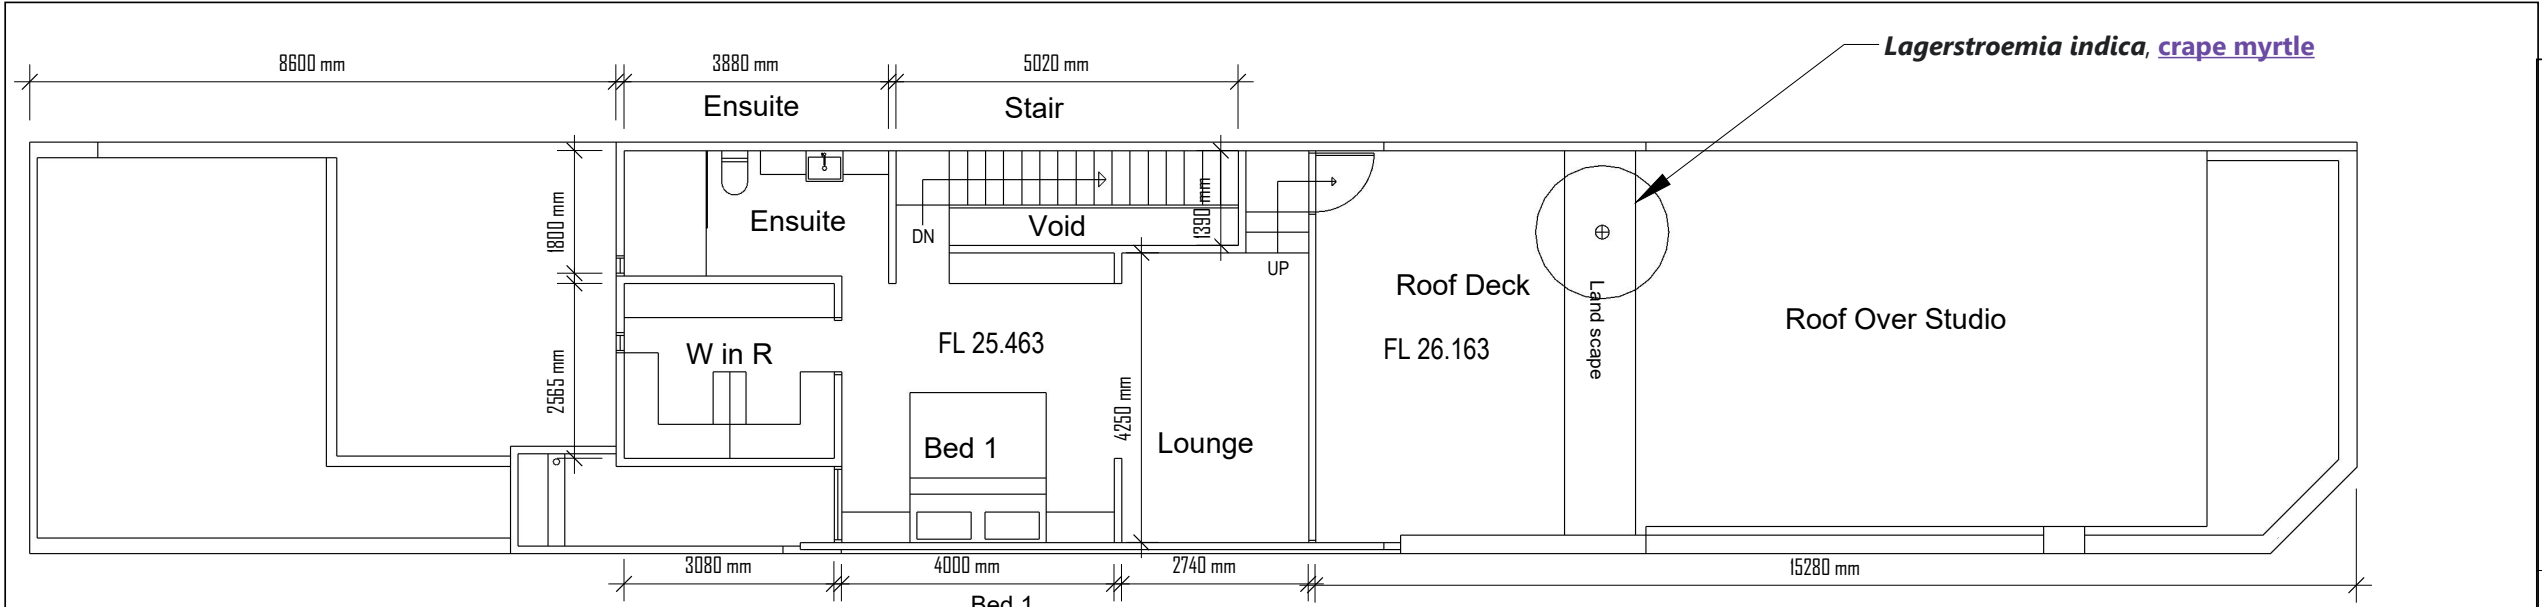 Lagerstroemia indica, crape myrtle
8600 mm
3880 mm
5020 mm
Ensuite
Stair
1800 mm
Ensuite
DN
Void
1390 mm
UP
Roof Deck
Land scape
Roof Over Studio
FL 25.463
FL 26.163
W in R
2565 mm
4250 mm
Bed 1
Lounge
3080 mm
4000 mm
2740 mm
15280 mm
Bed 1